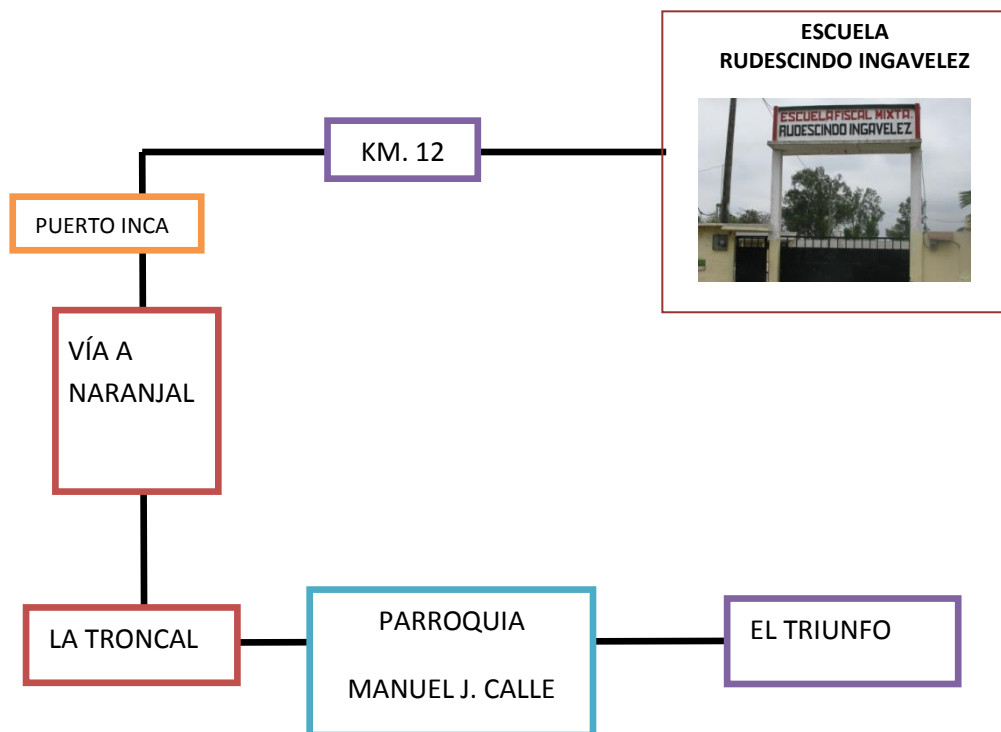 ESCUELA
RUDESCINDO INGAVELEZ
ESCUELA FISCAL MIXTA.
RUDESCINDO INGAVELEZ
KM. 12
PUERTO INCA
VÍA A
NARANJAL
LA TRONCAL
PARROQUIA
MANUEL J. CALLE
EL TRIUNFO